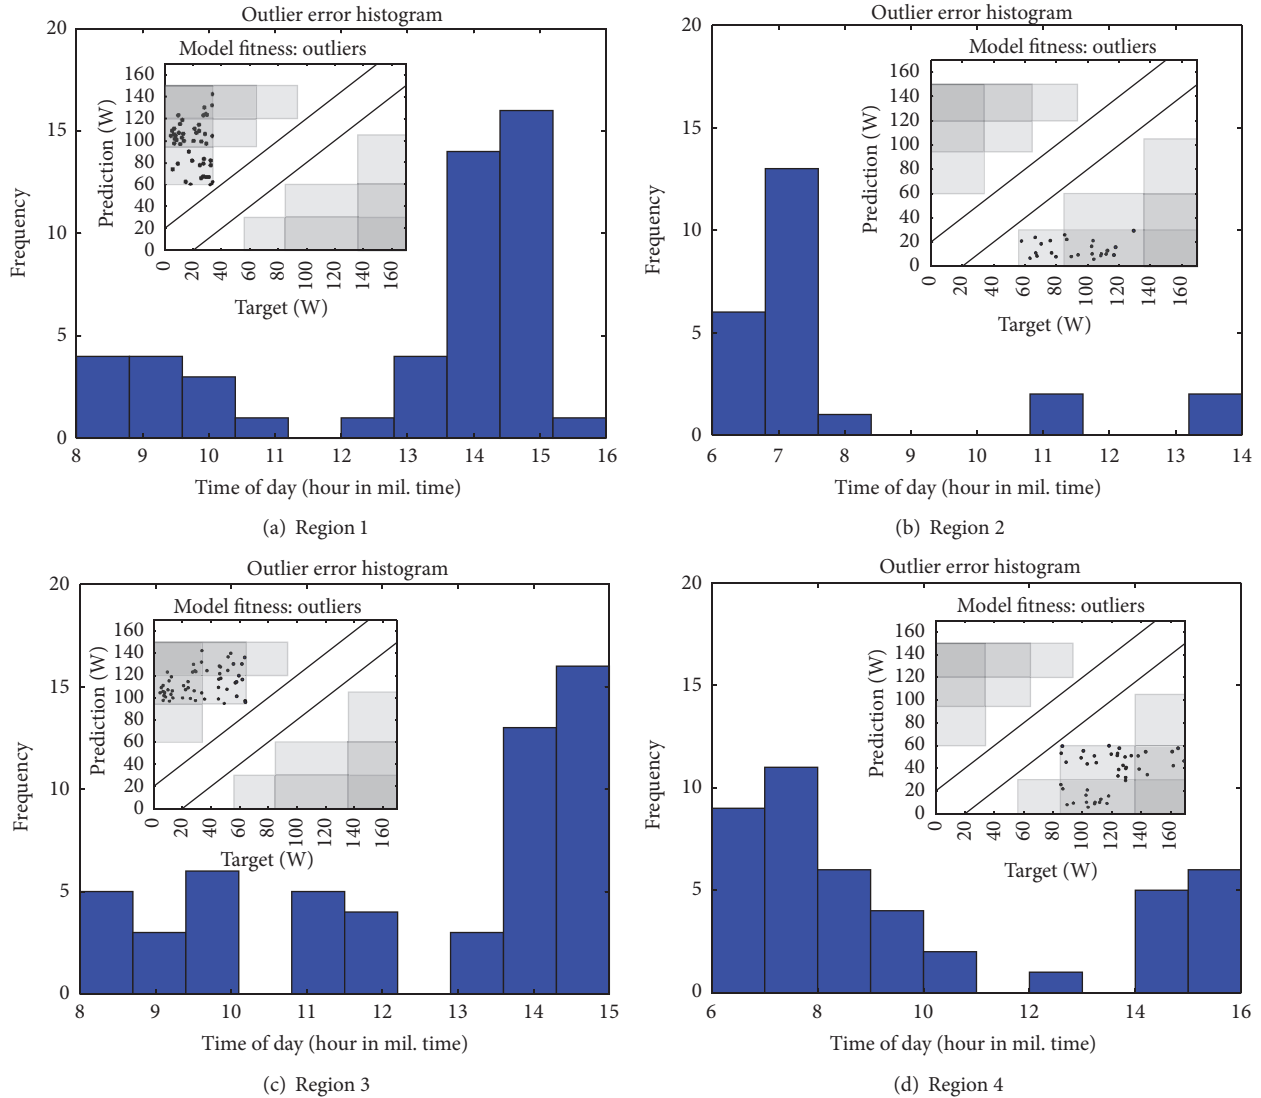 Outlier error histogram
Model fitness: outliers
Prediction (W)
160
140
120
100
80
60
40
20
0
0 20 40 60 80 100 120 140 160
Target (W)
Frequency
20
15
10
5
0
8 9 10 11 12 13 14 15 16
Time of day (hour in mil. time)
(a) Region 1
Outlier error histogram
Model fitness: outliers
Prediction (W)
160
140
120
100
80
60
40
20
0
0 20 40 60 80 100 120 140 160
Target (W)
Frequency
20
15
10
5
0
6 7 8 9 10 11 12 13 14
Time of day (hour in mil. time)
(b) Region 2
Outlier error histogram
Model fitness: outliers
Prediction (W)
160
140
120
100
80
60
40
20
0
0 20 40 60 80 100 120 140 160
Target (W)
Frequency
20
15
10
5
0
8 9 10 11 12 13 14 15
Time of day (hour in mil. time)
(c) Region 3
Outlier error histogram
Model fitness: outliers
Prediction (W)
160
140
120
100
80
60
40
20
0
0 20 40 60 80 100 120 140 160
Target (W)
Frequency
20
15
10
5
0
6 8 10 12 14 16
Time of day (hour in mil. time)
(d) Region 4